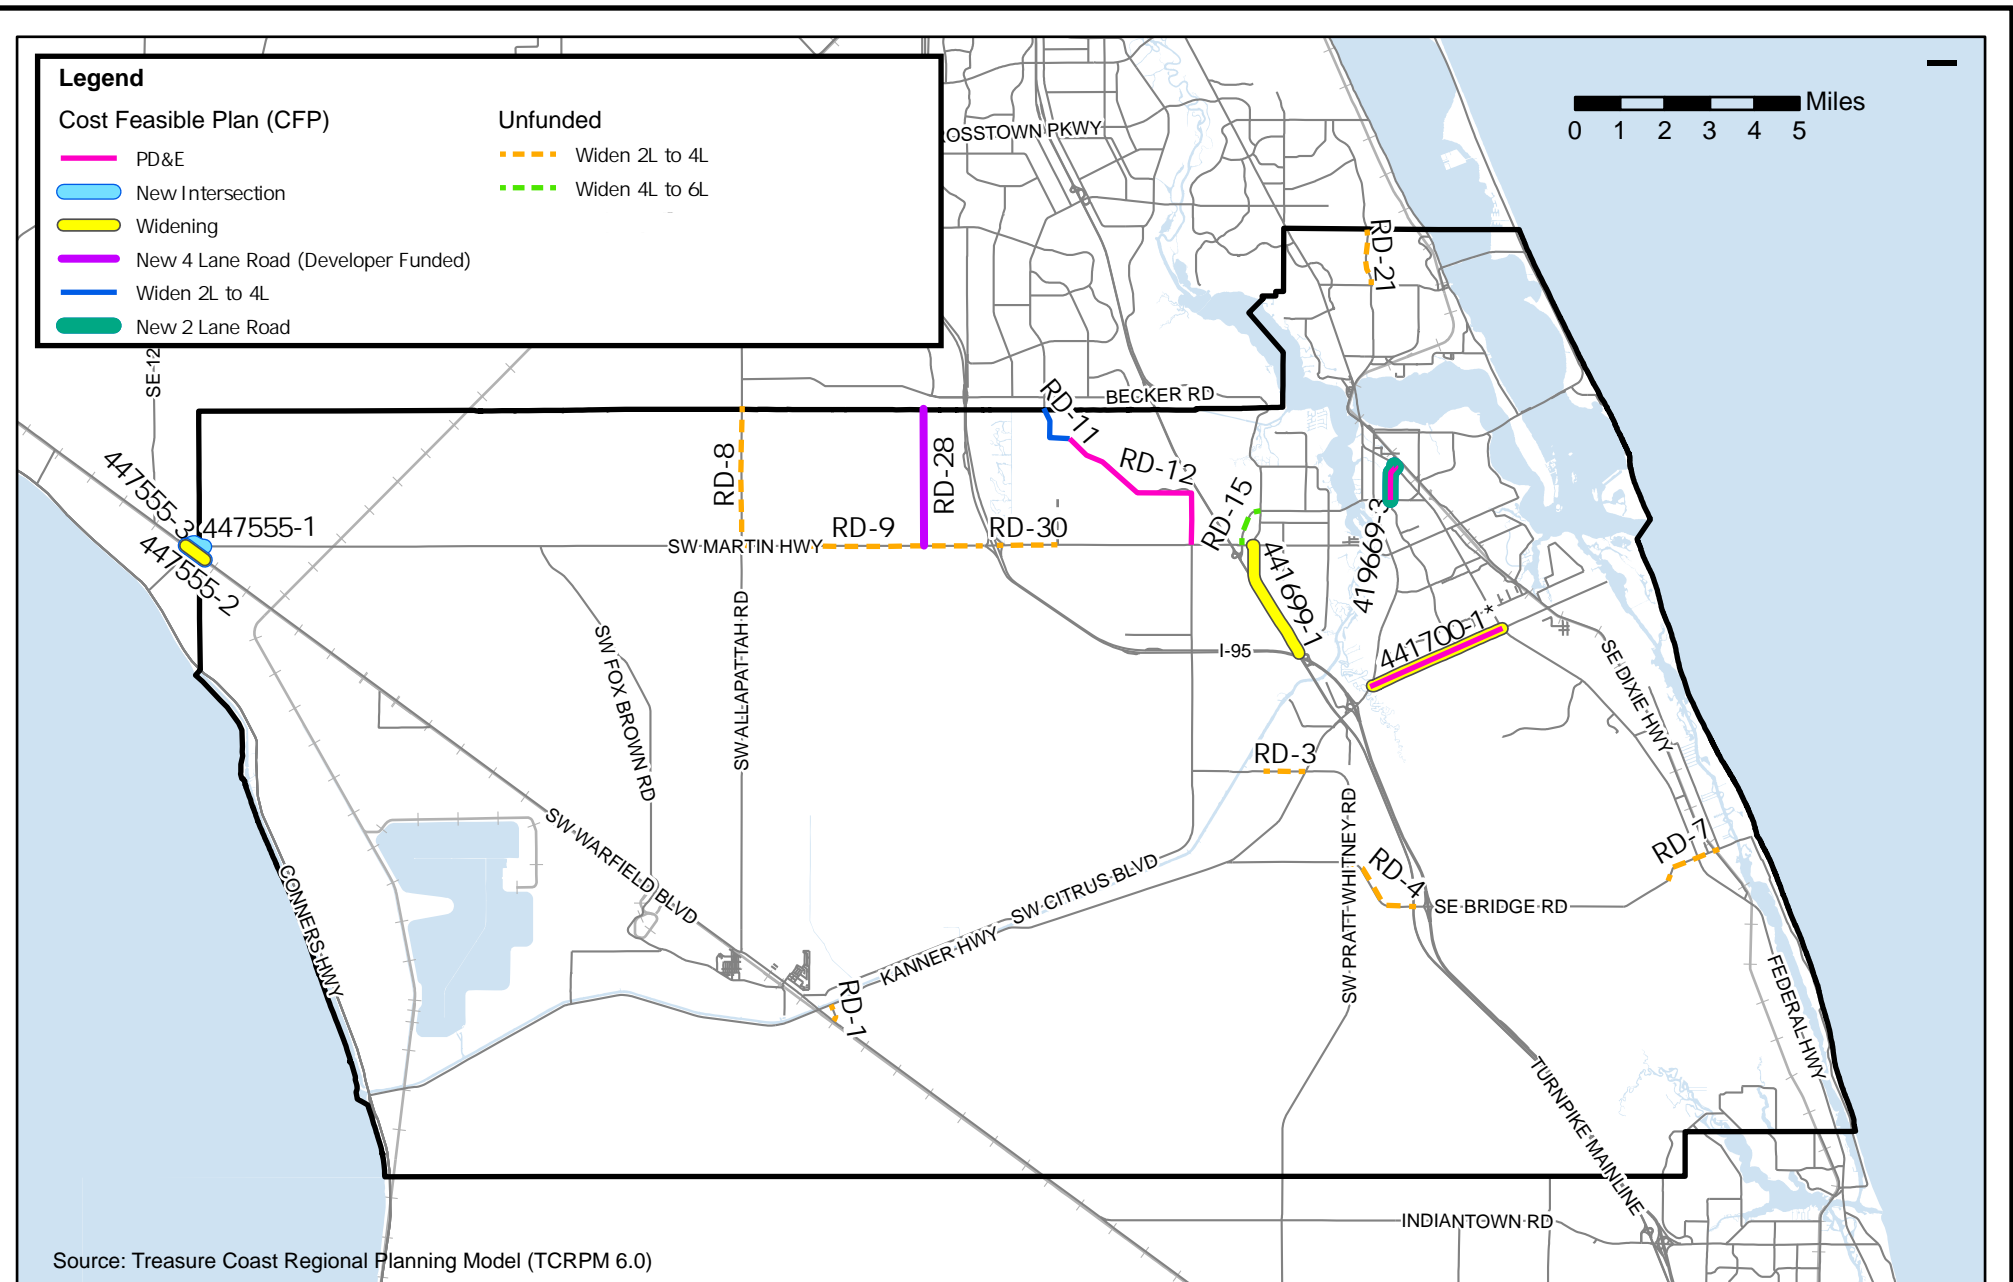 Legend
Cost Feasible Plan (CFP)
PD&E
New Intersection
Widening
New 4 Lane Road (Developer Funded)
Widen 2L to 4L
New 2 Lane Road
Unfunded
Widen 2L to 4L
Widen 4L to 6L
Miles
0 1 2 3 4 5
ROSSTOWN PKWY
RD-21
SE-12
BECKER RD
RD-11
RD-12
RD-8
RD-28
RD-15
447555-3
447555-1
447555-2
SW MARTIN HWY
RD-9
RD-30
419669-3
441699-1
441700-1*
I-95
SW FOX BROWN RD
SW ALLAPATTAH RD
SE DIXIE HWY
RD-3
SW PRATT WHITNEY RD
RD-7
RD-4
SE BRIDGE RD
SW WARFIELD BLVD
SW CITRUS BLVD
KANNER HWY
CONNERS HWY
RD-1
FEDERAL HWY
TURNPIKE MAINLINE
INDIANTOWN RD
Source: Treasure Coast Regional Planning Model (TCRPM 6.0)